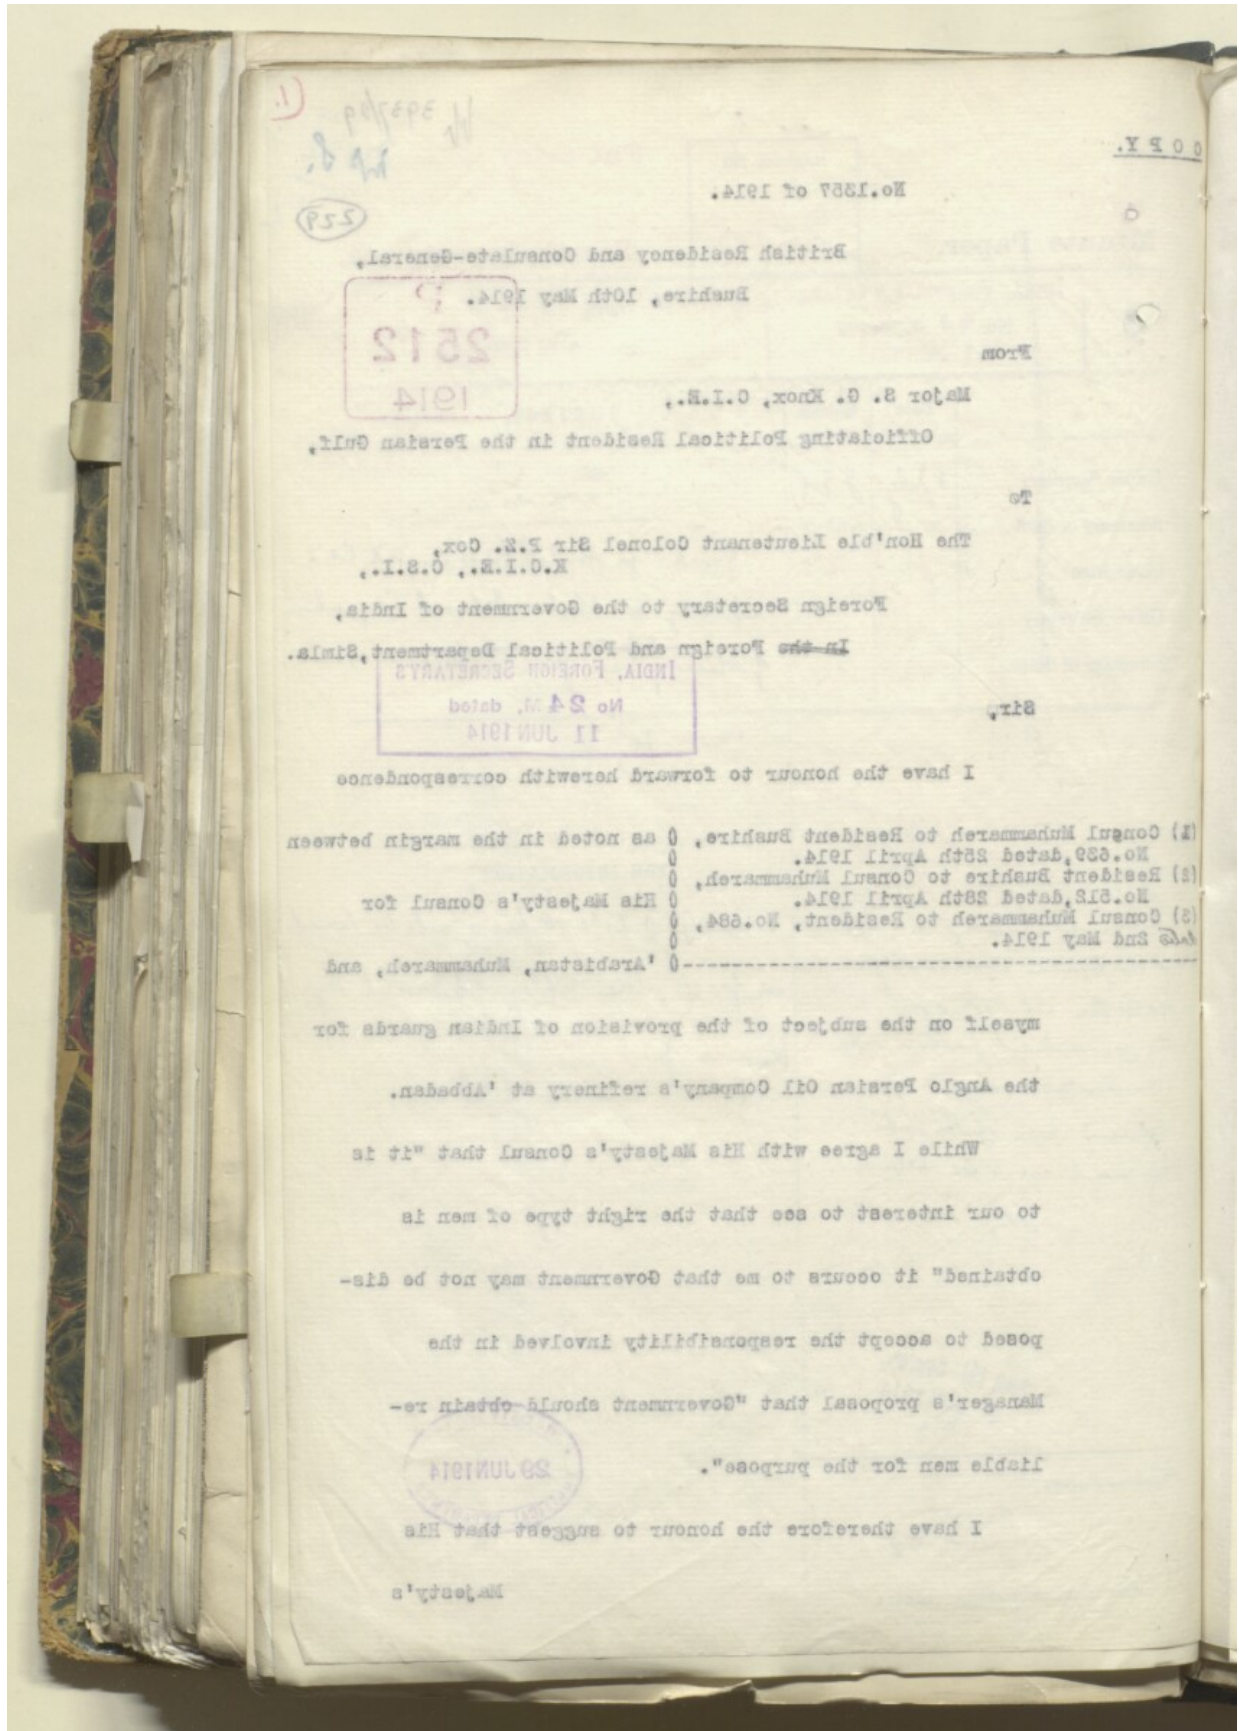 COPY.
No.1357 of 1914.
229
British Residency and Consulate-General,
Bushire, 10th May 1914.
P
2512
1914
From
Major S. G. Knox, C.I.E.,
Officiating Political Resident in the Persian Gulf,
To
The Hon'ble Lieutenant Colonel Sir P.Z. Cox,
K.C.I.E., C.S.I.,
Foreign Secretary to the Government of India,
In the Foreign and Political Department,Simla.
INDIA, FOREIGN SECRETARY'S
No 24 M, dated
11 JUN 1914
Sir,
I have the honour to forward herewith correspondence
(1) Consul Muhammareh to Resident Bushire,
No.639,dated 25th April 1914.
(2) Resident Bushire to Consul Muhammareh,
No.512,dated 28th April 1914.
(3) Consul Muhammareh to Resident, No.684,
dated 2nd May 1914.
as noted in the margin between
His Majesty's Consul for
'Arabistan, Muhammareh, and
myself on the subject of the provision of Indian guards for
the Anglo Persian Oil Company's refinery at 'Abbadan.
While I agree with His Majesty's Consul that "it is
to our interest to see that the right type of men is
obtained" it occurs to me that Government may not be dis-
posed to accept the responsibility involved in the
Manager's proposal that "Government should obtain re-
liable men for the purpose".
29 JUN 1914
I have therefore the honour to suggest that His
Majesty's